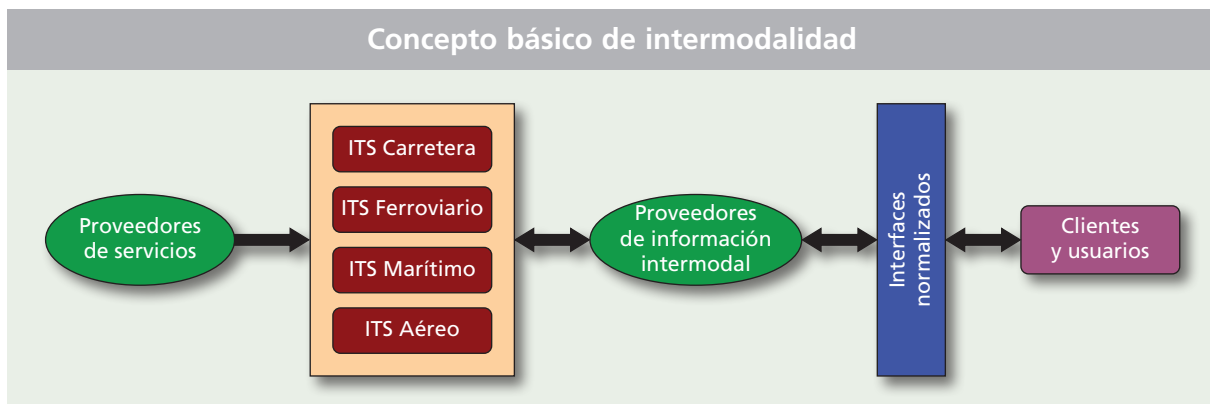 Concepto básico de intermodalidad
Proveedores
de servicios
ITS Carretera
ITS Ferroviario
ITS Marítimo
ITS Aéreo
Proveedores
de información
intermodal
Interfaces
normalizados
Clientes
y usuarios